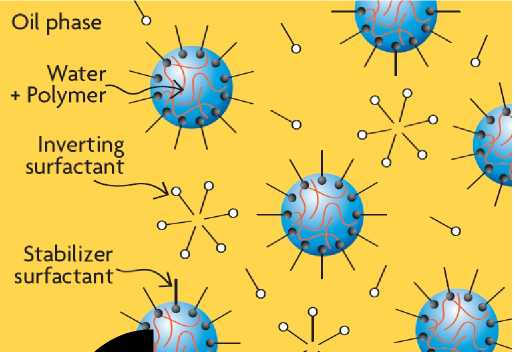 Oil phase
Water
+ Polymer
Inverting
surfactant
Stabilizer
surfactant